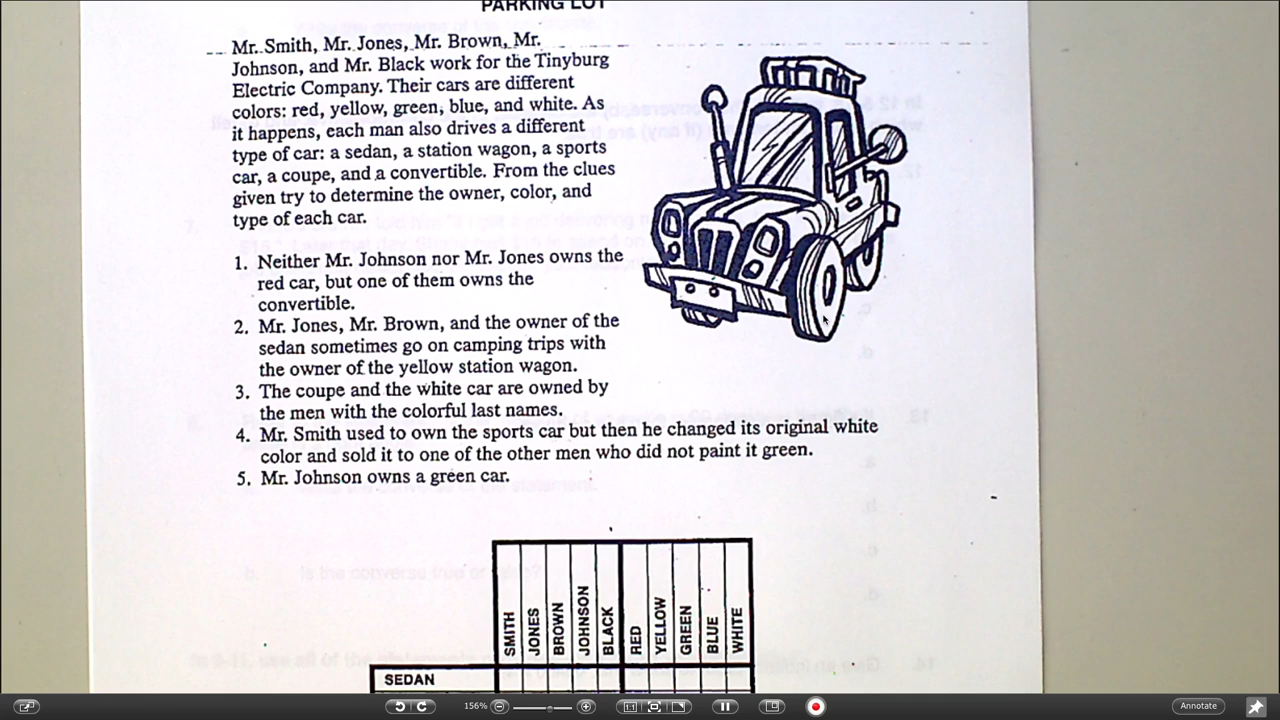 PARKING LOT
Mr. Smith, Mr. Jones, Mr. Brown, Mr.
Johnson, and Mr. Black work for the Tinyburg
Electric Company. Their cars are different
colors: red, yellow, green, blue, and white. As
it happens, each man also drives a different
type of car: a sedan, a station wagon, a sports
car, a coupe, and a convertible. From the clues
given try to determine the owner, color, and
type of each car.
1. Neither Mr. Johnson nor Mr. Jones owns the
red car, but one of them owns the
convertible.
2. Mr. Jones, Mr. Brown, and the owner of the
sedan sometimes go on camping trips with
the owner of the yellow station wagon.
3. The coupe and the white car are owned by
the men with the colorful last names.
4. Mr. Smith used to own the sports car but then he changed its original white
color and sold it to one of the other men who did not paint it green.
5. Mr. Johnson owns a green car.
SMITH
JONES
BROWN
JOHNSON
BLACK
RED
YELLOW
GREEN
BLUE
WHITE
SEDAN
156%
1:1
Annotate